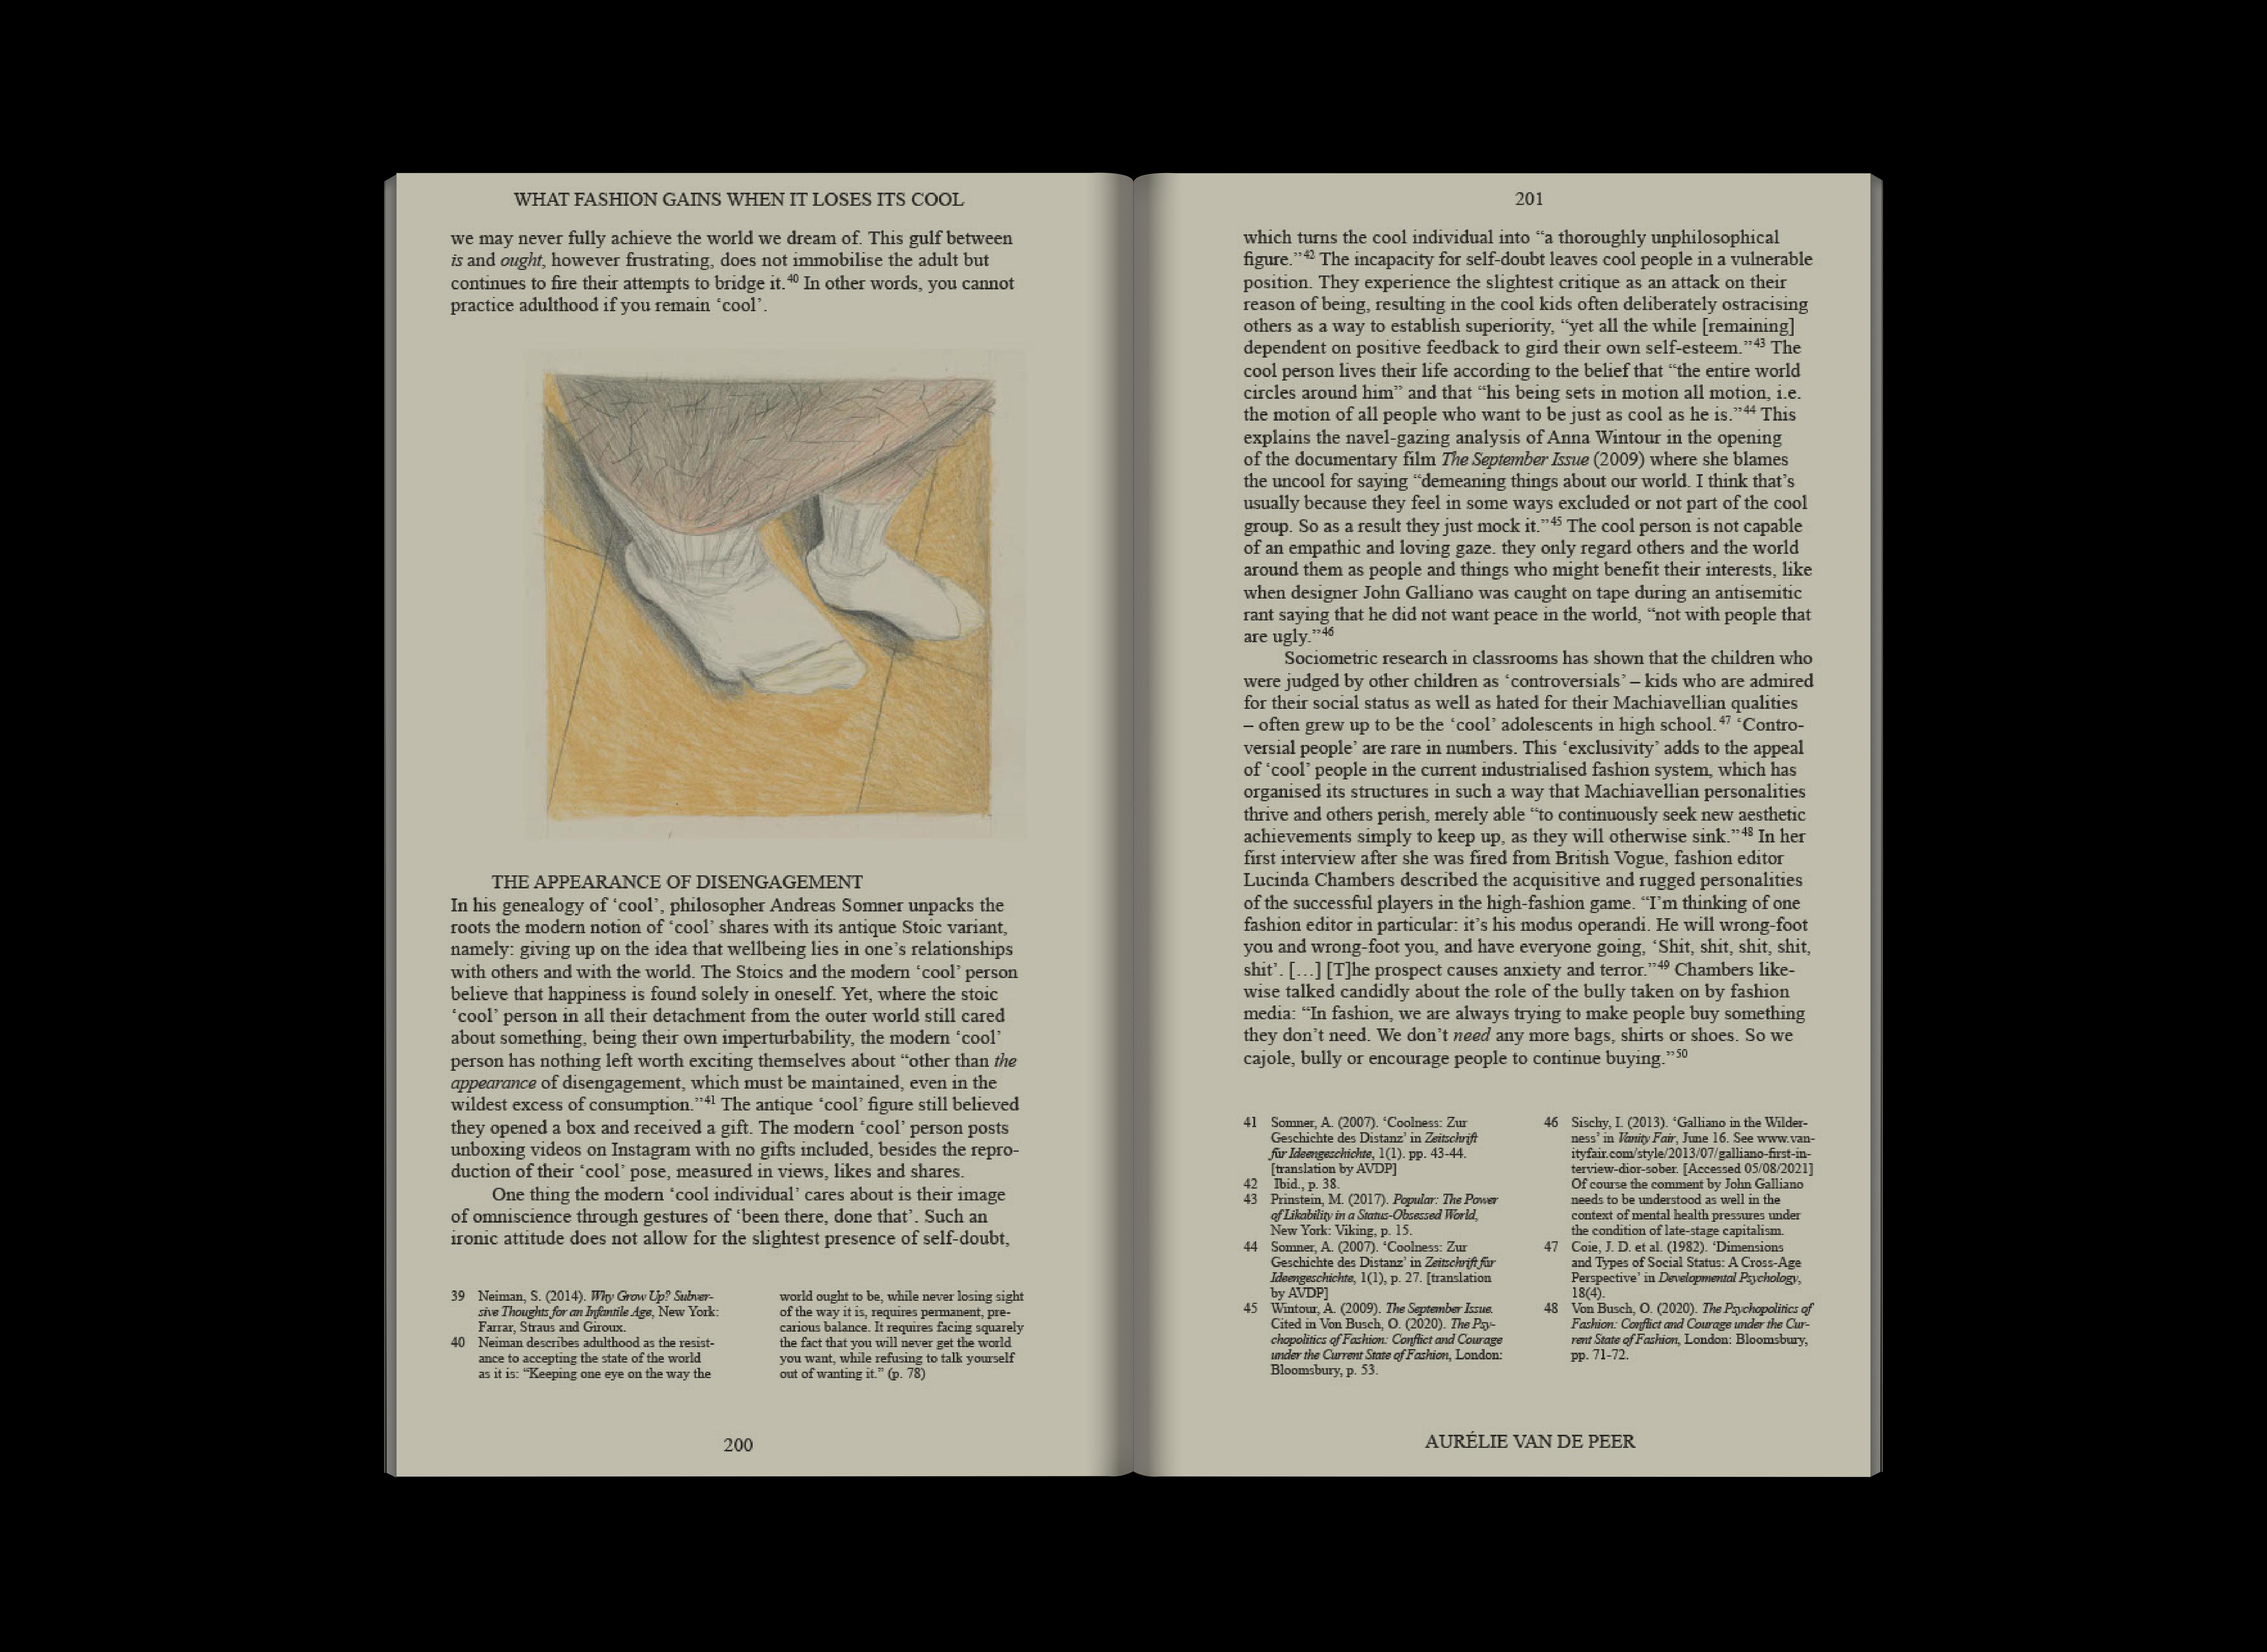 WHAT FASHION GAINS WHEN IT LOSES ITS COOL
we may never fully achieve the world we dream of. This gulf between
is and ought, however frustrating, does not immobilise the adult but
continues to fire their attempts to bridge it.40 In other words, you cannot
practice adulthood if you remain ‘cool’.
THE APPEARANCE OF DISENGAGEMENT
In his genealogy of ‘cool’, philosopher Andreas Somner unpacks the
roots the modern notion of ‘cool’ shares with its antique Stoic variant,
namely: giving up on the idea that wellbeing lies in one’s relationships
with others and with the world. The Stoics and the modern ‘cool’ person
believe that happiness is found solely in oneself. Yet, where the stoic
‘cool’ person in all their detachment from the outer world still cared
about something, being their own imperturbability, the modern ‘cool’
person has nothing left worth exciting themselves about “other than the
appearance of disengagement, which must be maintained, even in the
wildest excess of consumption.”41 The antique ‘cool’ figure still believed
they opened a box and received a gift. The modern ‘cool’ person posts
unboxing videos on Instagram with no gifts included, besides the repro-
duction of their ‘cool’ pose, measured in views, likes and shares.
One thing the modern ‘cool individual’ cares about is their image
of omniscience through gestures of ‘been there, done that’. Such an
ironic attitude does not allow for the slightest presence of self-doubt,
39 Neiman, S. (2014). Why Grow Up? Subver-
sive Thoughts for an Infantile Age, New York:
Farrar, Straus and Giroux.
40 Neiman describes adulthood as the resist-
ance to accepting the state of the world
as it is: “Keeping one eye on the way the
world ought to be, while never losing sight
of the way it is, requires permanent, pre-
carious balance. It requires facing squarely
the fact that you will never get the world
you want, while refusing to talk yourself
out of wanting it.” (p. 78)
200
201
which turns the cool individual into “a thoroughly unphilosophical
figure.”42 The incapacity for self-doubt leaves cool people in a vulnerable
position. They experience the slightest critique as an attack on their
reason of being, resulting in the cool kids often deliberately ostracising
others as a way to establish superiority, “yet all the while [remaining]
dependent on positive feedback to gird their own self-esteem.”43 The
cool person lives their life according to the belief that “the entire world
circles around him” and that “his being sets in motion all motion, i.e.
the motion of all people who want to be just as cool as he is.”44 This
explains the navel-gazing analysis of Anna Wintour in the opening
of the documentary film The September Issue (2009) where she blames
the uncool for saying “demeaning things about our world. I think that’s
usually because they feel in some ways excluded or not part of the cool
group. So as a result they just mock it.”45 The cool person is not capable
of an empathic and loving gaze. they only regard others and the world
around them as people and things who might benefit their interests, like
when designer John Galliano was caught on tape during an antisemitic
rant saying that he did not want peace in the world, “not with people that
are ugly.”46
Sociometric research in classrooms has shown that the children who
were judged by other children as ‘controversials’ – kids who are admired
for their social status as well as hated for their Machiavellian qualities
– often grew up to be the ‘cool’ adolescents in high school.47 ‘Contro-
versial people’ are rare in numbers. This ‘exclusivity’ adds to the appeal
of ‘cool’ people in the current industrialised fashion system, which has
organised its structures in such a way that Machiavellian personalities
thrive and others perish, merely able “to continuously seek new aesthetic
achievements simply to keep up, as they will otherwise sink.”48 In her
first interview after she was fired from British Vogue, fashion editor
Lucinda Chambers described the acquisitive and rugged personalities
of the successful players in the high-fashion game. “I’m thinking of one
fashion editor in particular: it’s his modus operandi. He will wrong-foot
you and wrong-foot you, and have everyone going, ‘Shit, shit, shit, shit,
shit’. […] [T]he prospect causes anxiety and terror.”49 Chambers like-
wise talked candidly about the role of the bully taken on by fashion
media: “In fashion, we are always trying to make people buy something
they don’t need. We don’t need any more bags, shirts or shoes. So we
cajole, bully or encourage people to continue buying.”50
41 Somner, A. (2007). ‘Coolness: Zur
Geschichte des Distanz’ in Zeitschrift
für Ideengeschichte, 1(1). pp. 43-44.
[translation by AVDP]
42 Ibid., p. 38.
43 Prinstein, M. (2017). Popular: The Power
of Likability in a Status-Obsessed World,
New York: Viking, p. 15.
44 Somner, A. (2007). ‘Coolness: Zur
Geschichte des Distanz’ in Zeitschrift für
Ideengeschichte, 1(1), p. 27. [translation
by AVDP]
45 Wintour, A. (2009). The September Issue.
Cited in Von Busch, O. (2020). The Psy-
chopolitics of Fashion: Conflict and Courage
under the Current State of Fashion, London:
Bloomsbury, p. 53.
46 Sischy, I. (2013). ‘Galliano in the Wilder-
ness’ in Vanity Fair, June 16. See www.van-
ityfair.com/style/2013/07/galliano-first-in-
terview-dior-sober. [Accessed 05/08/2021]
Of course the comment by John Galliano
needs to be understood as well in the
context of mental health pressures under
the condition of late-stage capitalism.
47 Coie, J. D. et al. (1982). ‘Dimensions
and Types of Social Status: A Cross-Age
Perspective’ in Developmental Psychology,
18(4).
48 Von Busch, O. (2020). The Psychopolitics of
Fashion: Conflict and Courage under the Cur-
rent State of Fashion, London: Bloomsbury,
pp. 71-72.
AURÉLIE VAN DE PEER